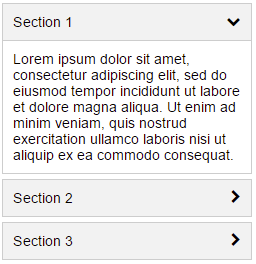 Section 1
Lorem ipsum dolor sit amet,
consectetur adipiscing elit, sed do
eiusmod tempor incididunt ut labore
et dolore magna aliqua. Ut enim ad
minim veniam, quis nostrud
exercitation ullamco laboris nisi ut
aliquip ex ea commodo consequat.
Section 2
Section 3